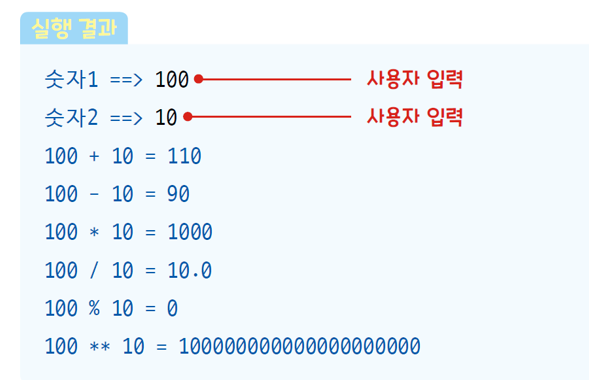 실행 결과
숫자1 ==> 100 사용자 입력
숫자2 ==> 10 사용자 입력
100 + 10 = 110
100 - 10 = 90
100 * 10 = 1000
100 / 10 = 10.0
100 % 10 = 0
100 ** 10 = 100000000000000000000